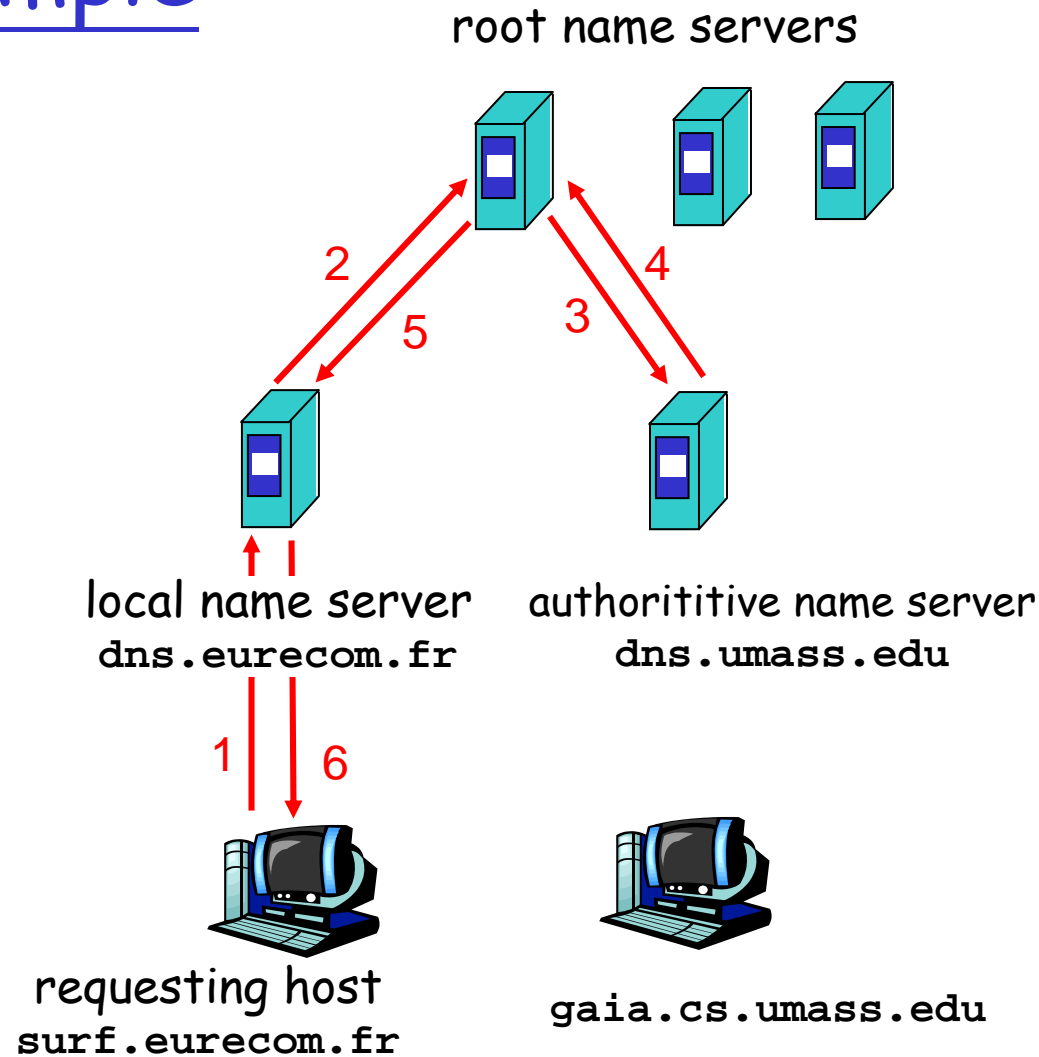 root name servers
2
5
3
4
local name server
dns.eurecom.fr
authorititive name server
dns.umass.edu
1
6
requesting host
surf.eurecom.fr
gaia.cs.umass.edu